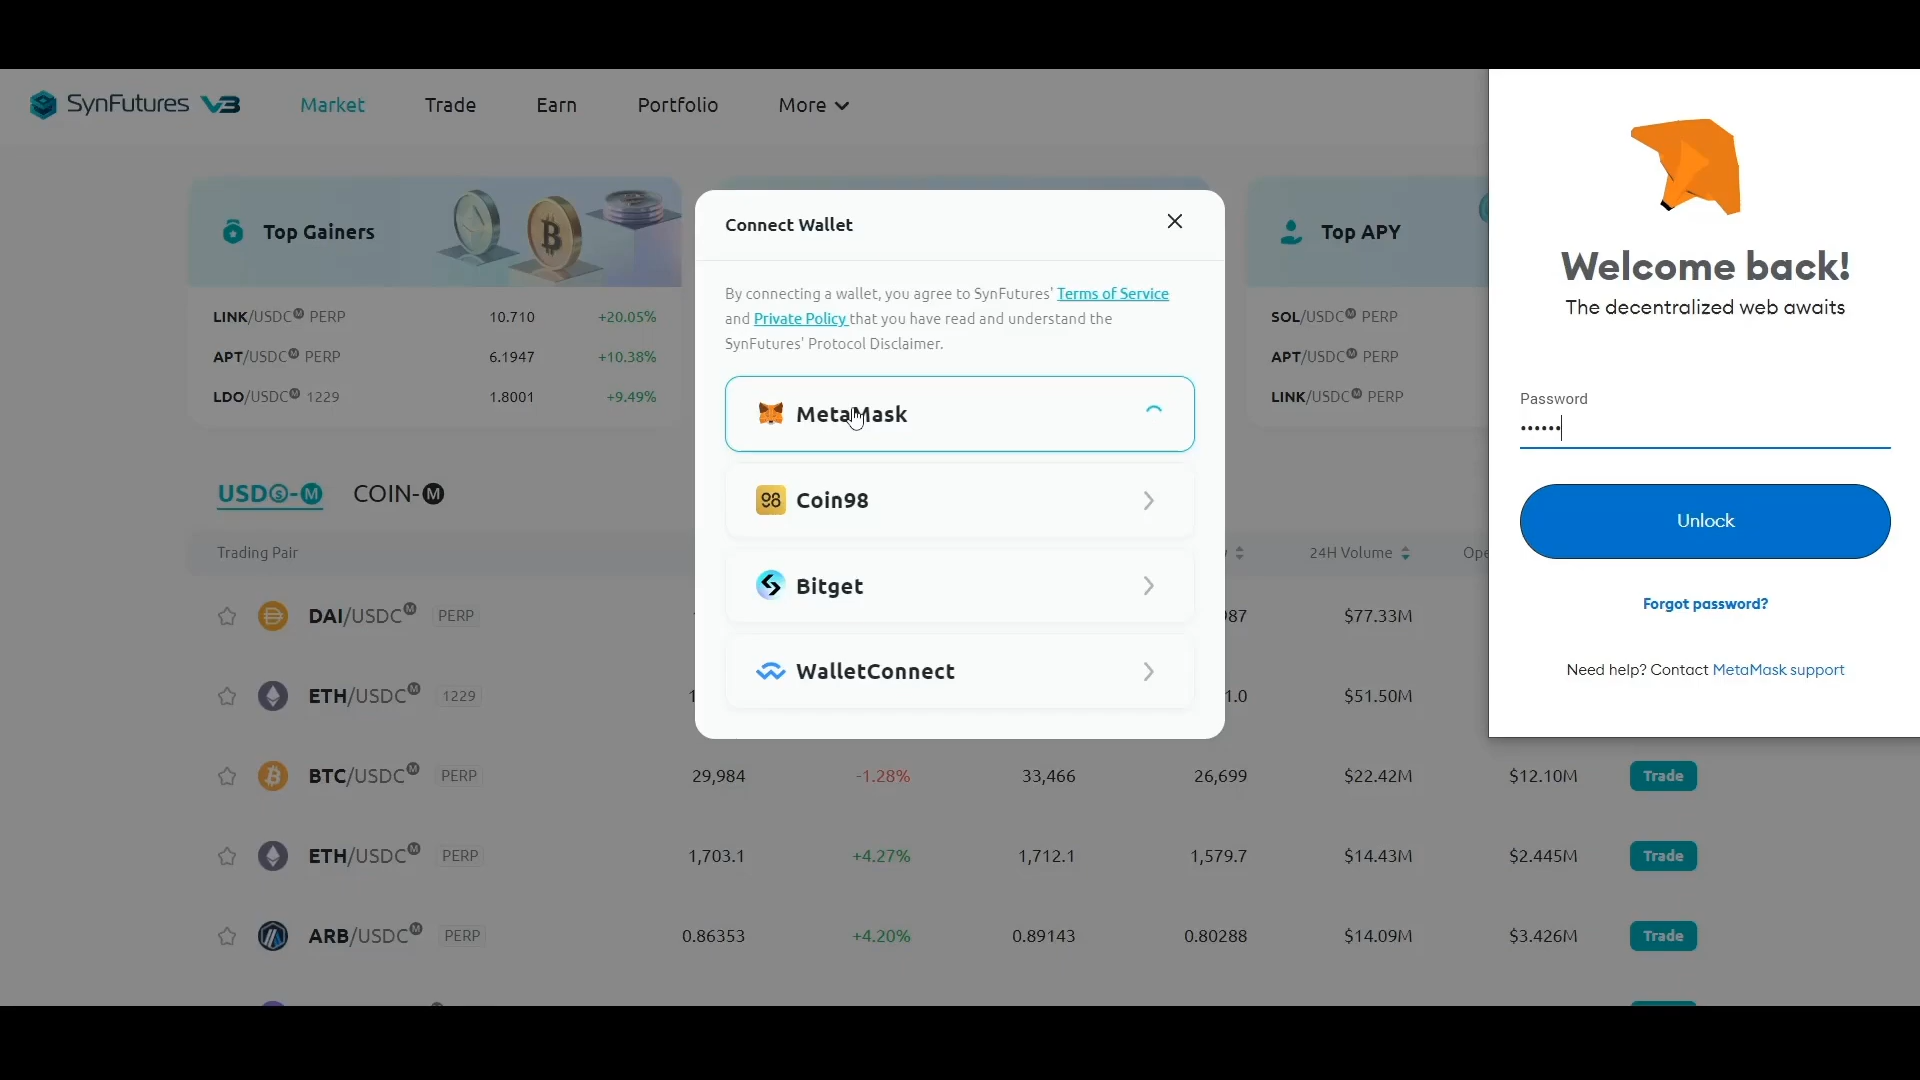 SynFutures V3
Market
Trade
Earn
Portfolio
More
Top Gainers
LINK/USDC M PERP 10.710 +20.05%
APT/USDC M PERP 6.1947 +10.38%
LDO/USDC M 1229 1.8001 +9.49%
Top APY
SOL/USDC M PERP
APT/USDC M PERP
LINK/USDC M PERP
Connect Wallet
By connecting a wallet, you agree to SynFutures' Terms of Service
and Private Policy that you have read and understand the
SynFutures' Protocol Disclaimer.
MetaMask
98 Coin98
Bitget
WalletConnect
Welcome back!
The decentralized web awaits
Password
••••••
Unlock
Forgot password?
Need help? Contact MetaMask support
USDⓈ-M COIN-M
Trading Pair 24H Volume
DAI/USDC M PERP $77.33M
ETH/USDC M 1229 $51.50M
BTC/USDC M PERP 29,984 -1.28% 33,466 26,699 $22.42M $12.10M Trade
ETH/USDC M PERP 1,703.1 +4.27% 1,712.1 1,579.7 $14.43M $2.445M Trade
ARB/USDC M PERP 0.86353 +4.20% 0.89143 0.80288 $14.09M $3.426M Trade